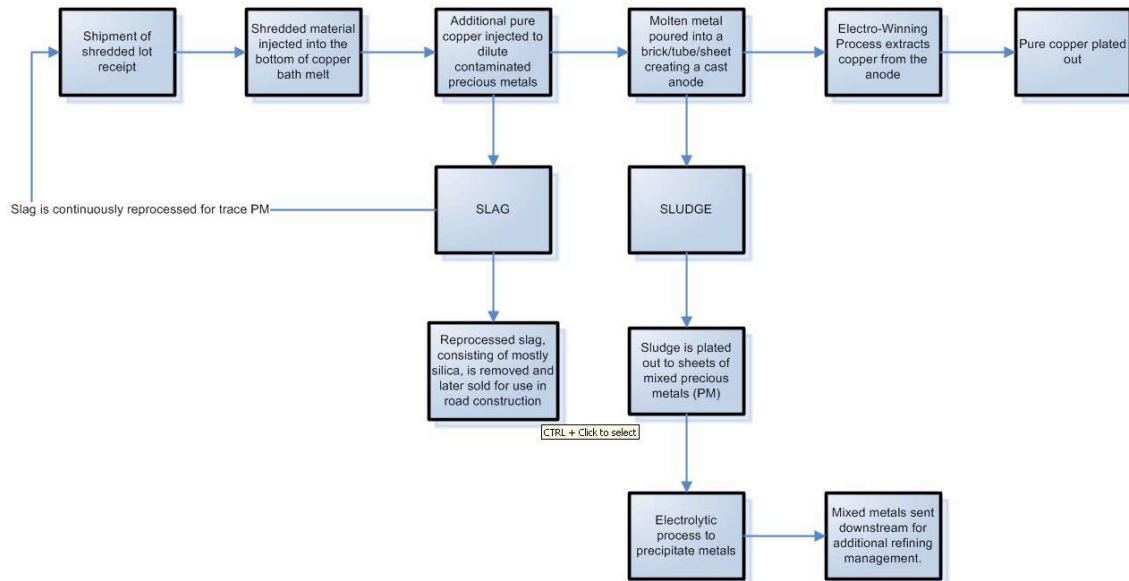 Shipment of
shredded lot
receipt
Shredded material
injected into the
bottom of copper
bath melt
Additional pure
copper injected to
dilute
contaminated
precious metals
Molten metal
poured into a
brick/tube/sheet
creating a cast
anode
Electro-Winning
Process extracts
copper from the
anode
Pure copper plated
out
Slag is continuously reprocessed for trace PM
SLAG
SLUDGE
Reprocessed slag,
consisting of mostly
silica, is removed and
later sold for use in
road construction
Sludge is plated
out to sheets of
mixed precious
metals (PM)
CTRL + Click to select
Electrolytic
process to
precipitate metals
Mixed metals sent
downstream for
additional refining
management.